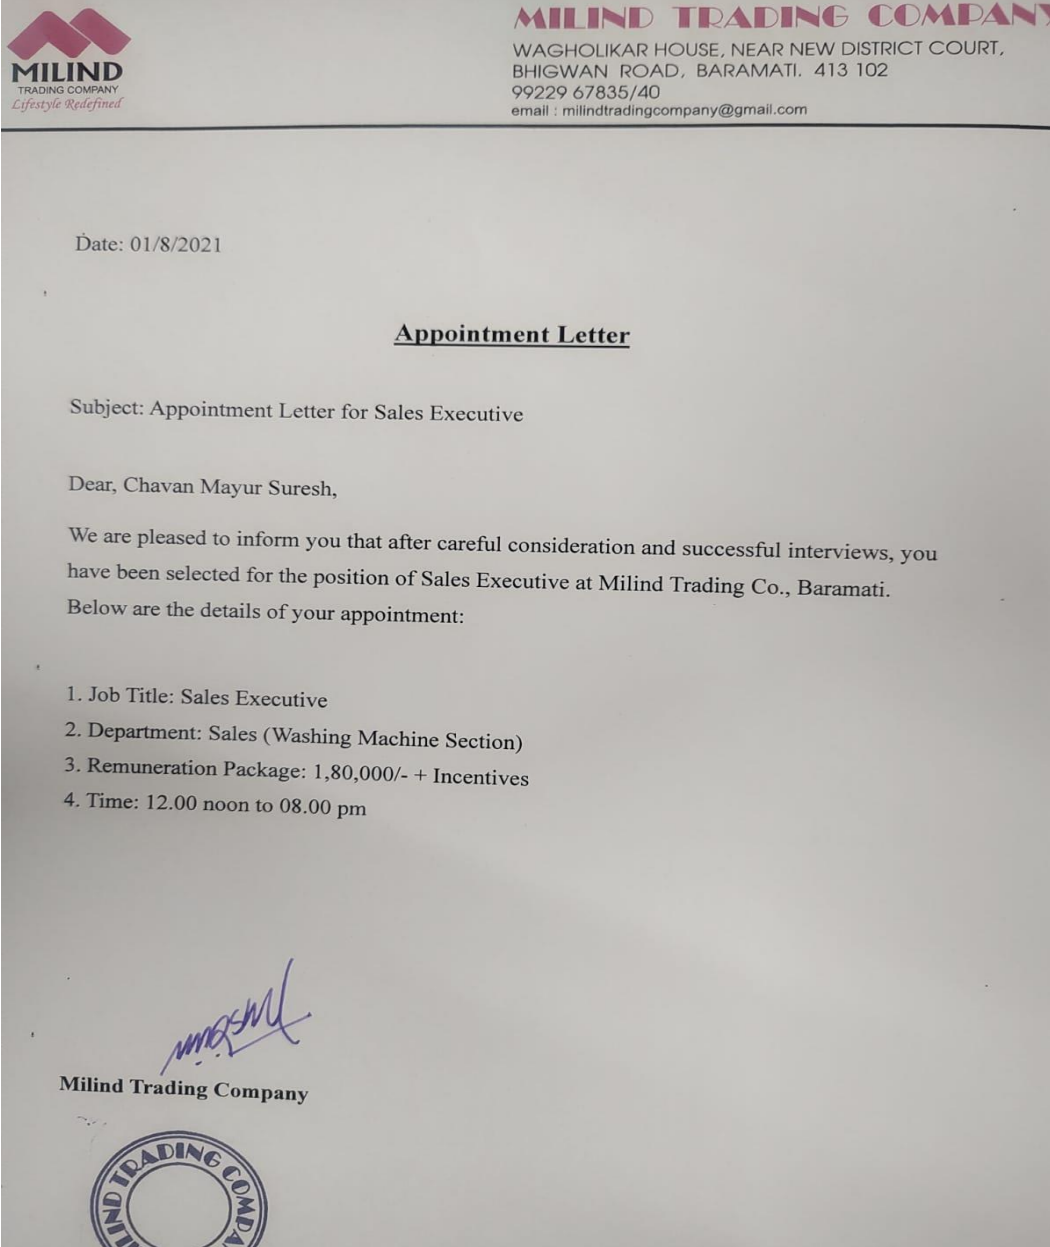 MILIND
TRADING COMPANY
Lifestyle Redefined
MILIND TRADING COMPANY
WAGHOLIKAR HOUSE, NEAR NEW DISTRICT COURT,
BHIGWAN ROAD, BARAMATI. 413 102
99229 67835/40
email : milindtradingcompany@gmail.com
Date: 01/8/2021
Appointment Letter
Subject: Appointment Letter for Sales Executive
Dear, Chavan Mayur Suresh,
We are pleased to inform you that after careful consideration and successful interviews, you
have been selected for the position of Sales Executive at Milind Trading Co., Baramati.
Below are the details of your appointment:
1. Job Title: Sales Executive
2. Department: Sales (Washing Machine Section)
3. Remuneration Package: 1,80,000/- + Incentives
4. Time: 12.00 noon to 08.00 pm
Milind Trading Company
MILIND TRADING COMPA